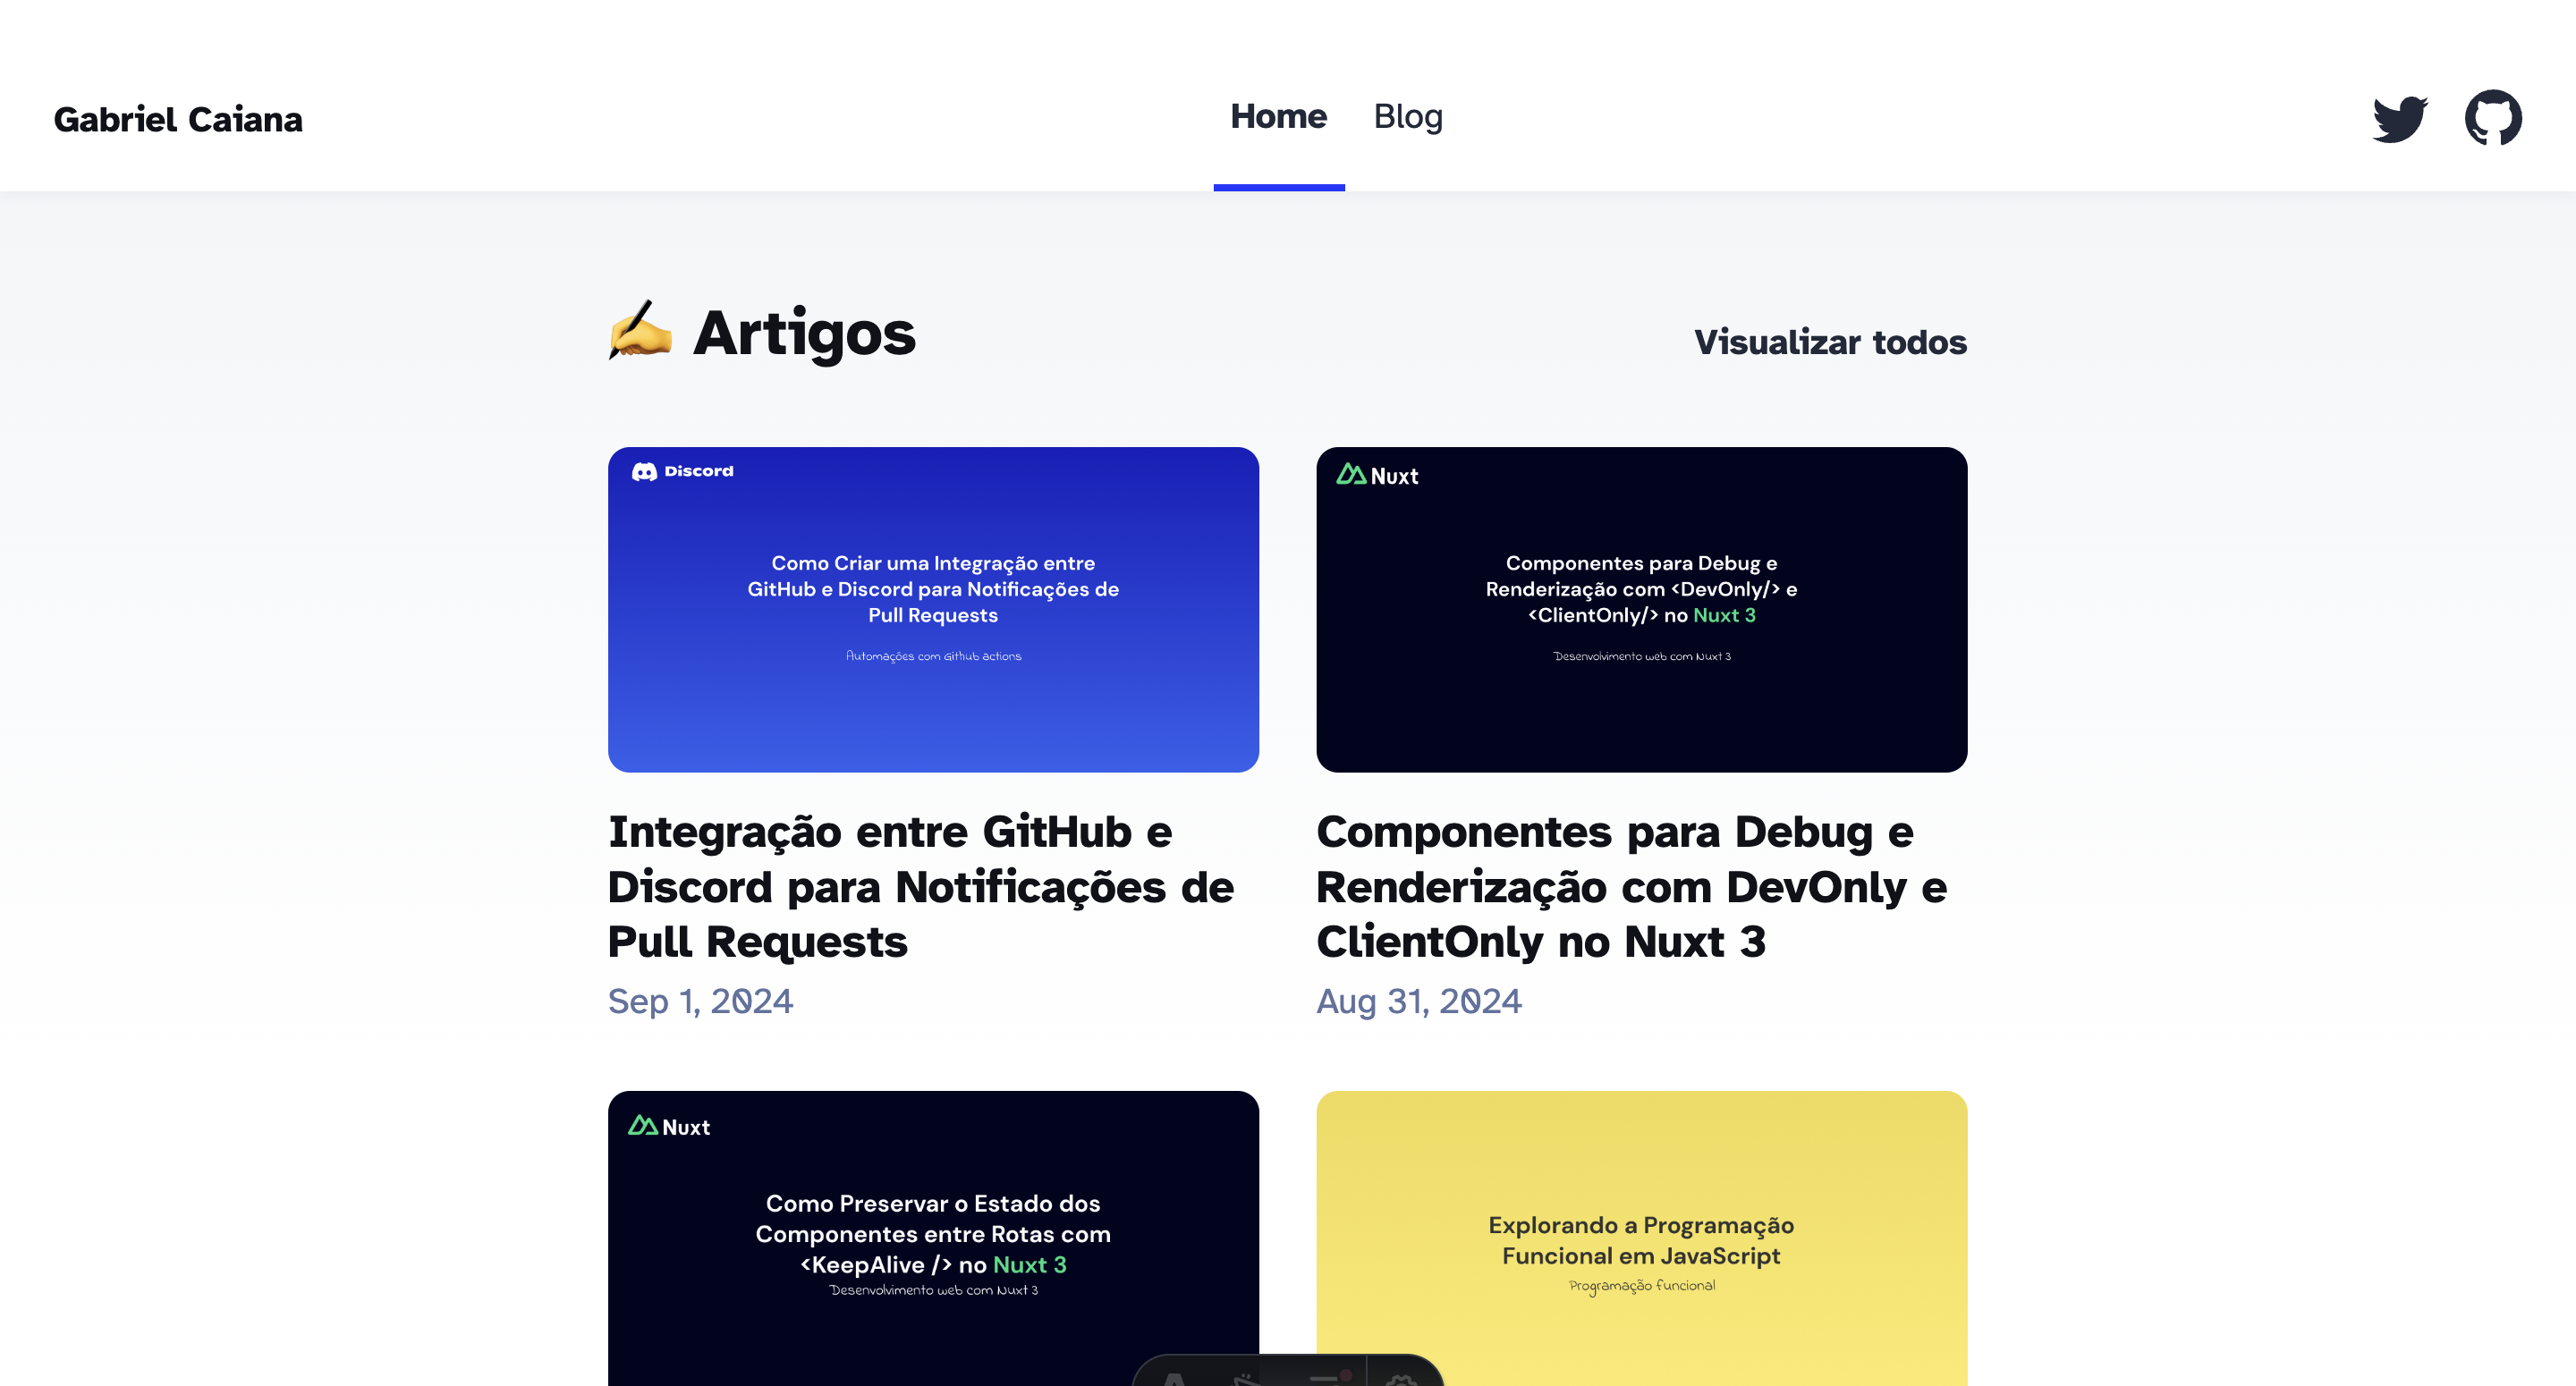 Gabriel Caiana
Home
Blog
✍️ Artigos
Visualizar todos
Discord
Como Criar uma Integração entre
GitHub e Discord para Notificações de
Pull Requests
Automações com Github actions
Integração entre GitHub e
Discord para Notificações de
Pull Requests
Sep 1, 2024
Nuxt
Componentes para Debug e
Renderização com <DevOnly/> e
<ClientOnly/> no Nuxt 3
Desenvolvimento web com Nuxt 3
Componentes para Debug e
Renderização com DevOnly e
ClientOnly no Nuxt 3
Aug 31, 2024
Nuxt
Como Preservar o Estado dos
Componentes entre Rotas com
<KeepAlive /> no Nuxt 3
Desenvolvimento web com Nuxt 3
Explorando a Programação
Funcional em JavaScript
Programação funcional